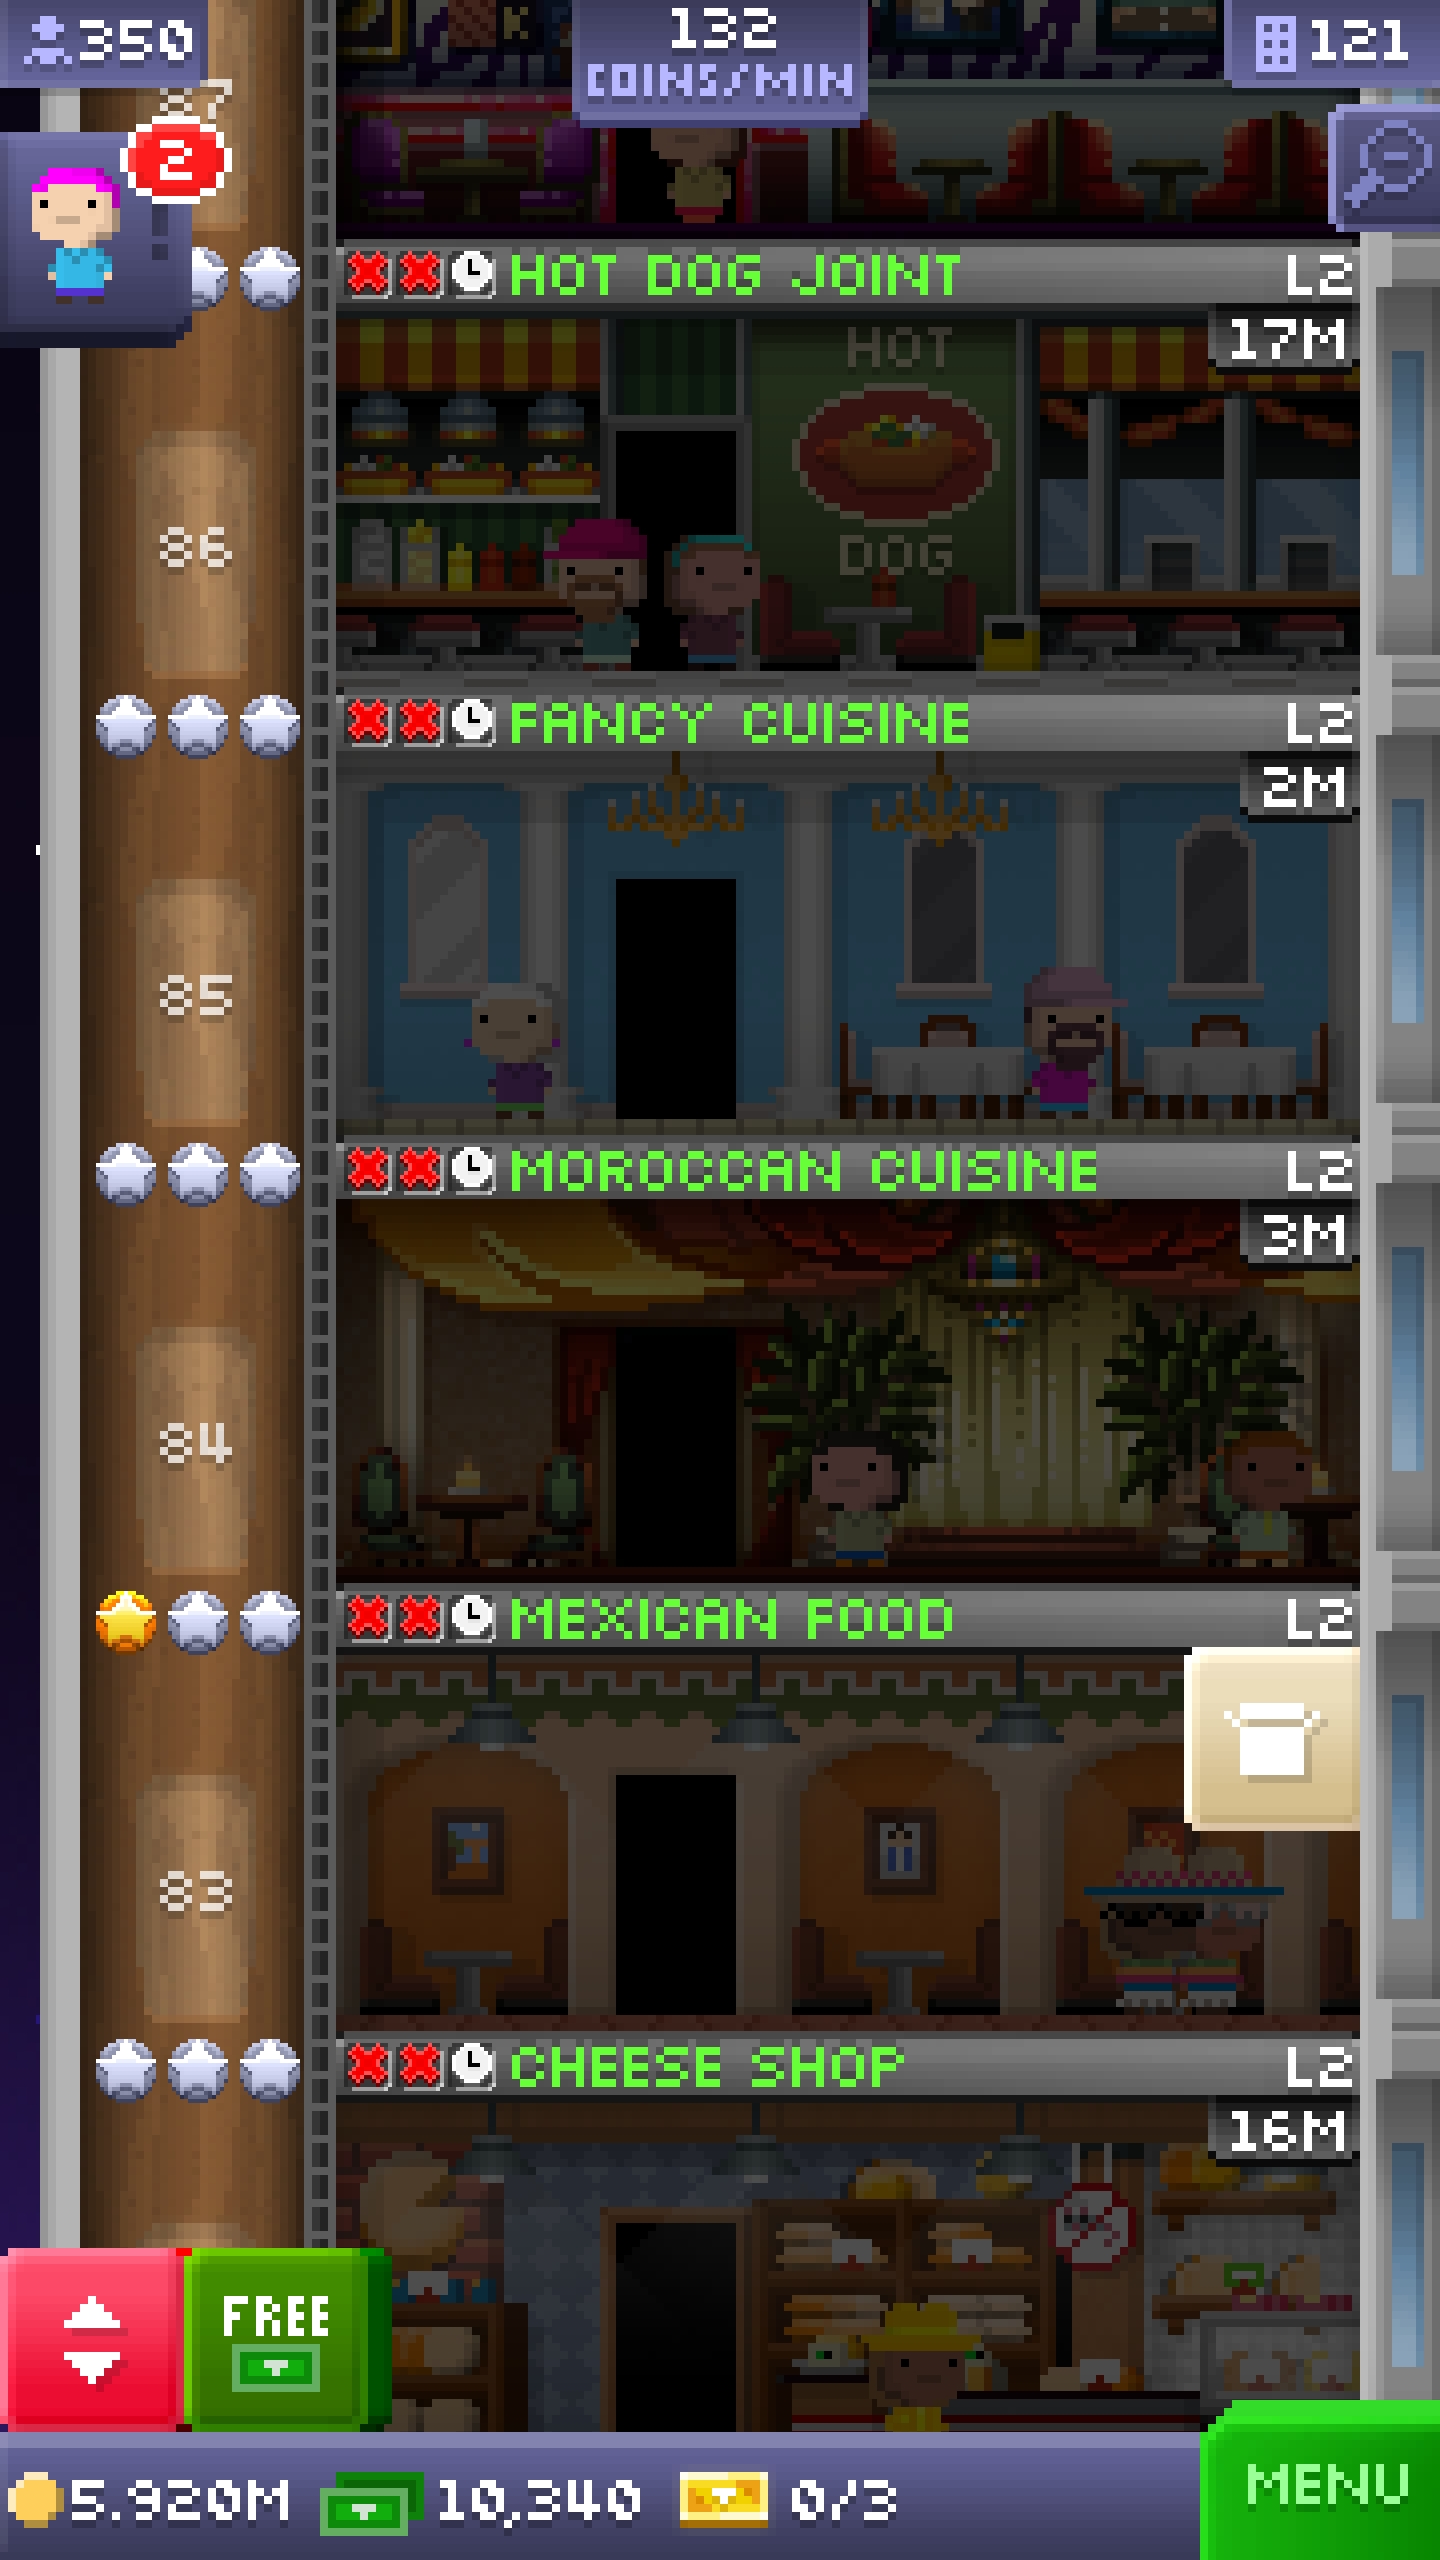 350
132
COINS/MIN
121
87
2
HOT DOG JOINT
L2
17M
HOT
DOG
86
FANCY CUISINE
L2
2M
85
MOROCCAN CUISINE
L2
3M
84
MEXICAN FOOD
L2
83
CHEESE SHOP
L2
16M
FREE
5.920M
10,340
0/3
MENU